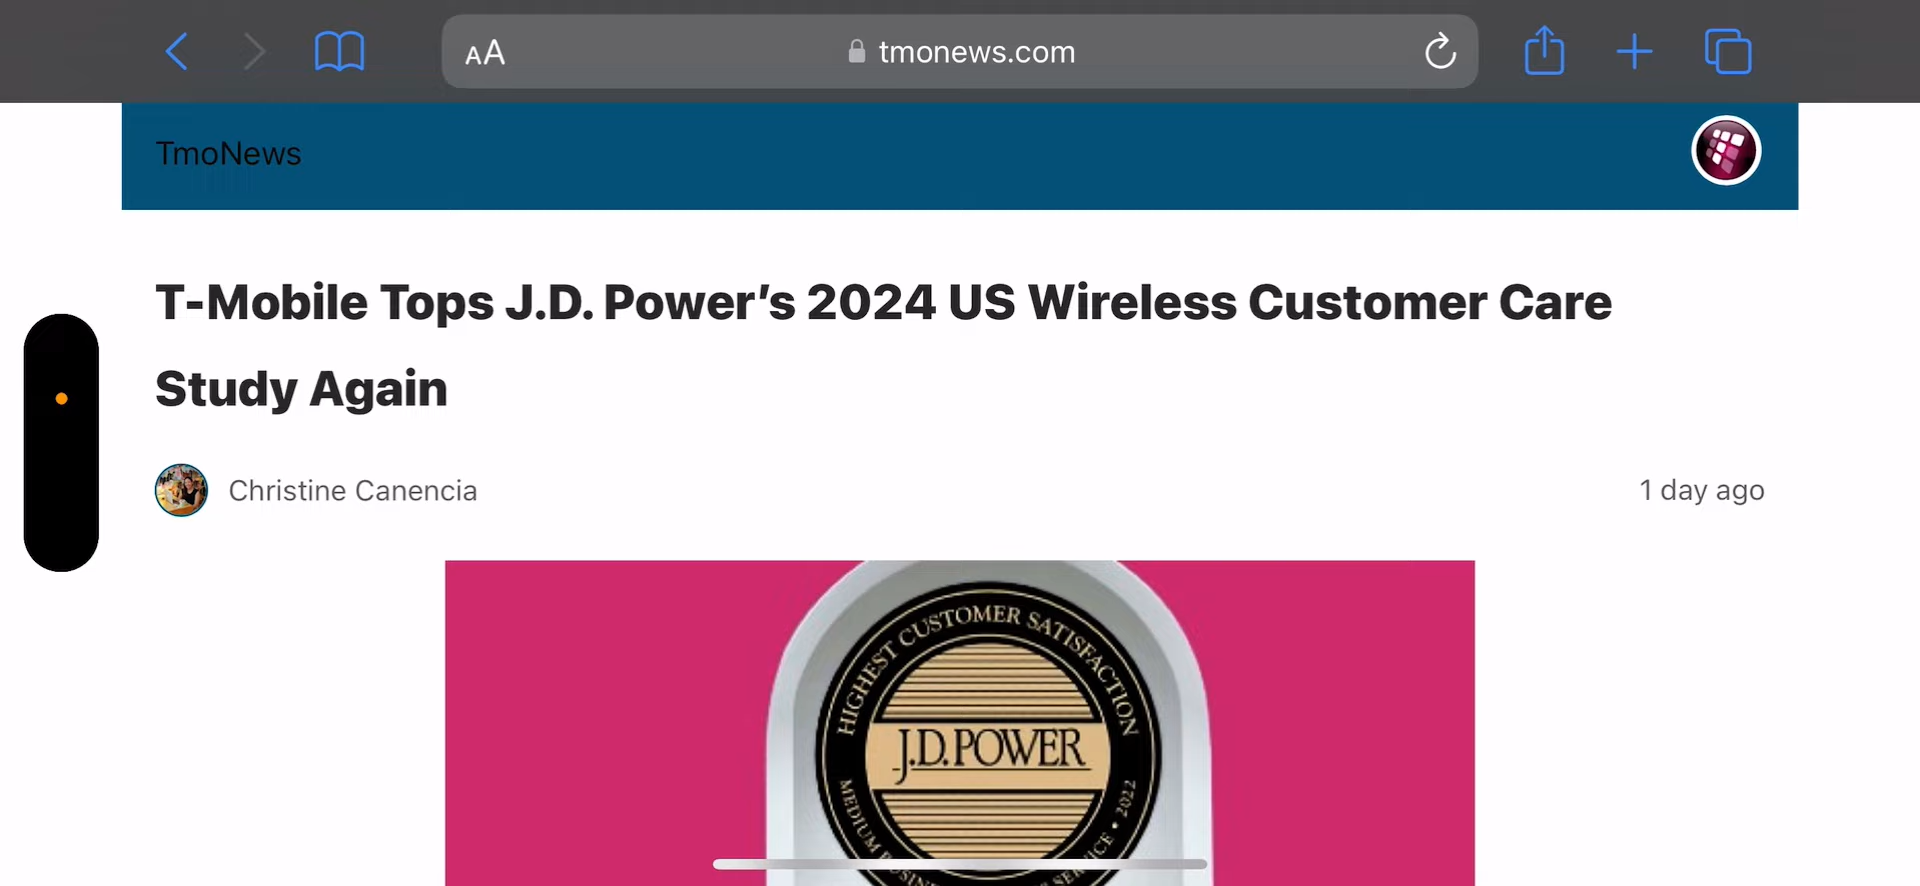 AA
tmonews.com
TmoNews
T-Mobile Tops J.D. Power's 2024 US Wireless Customer Care
Study Again
Christine Canencia
1 day ago
HIGHEST CUSTOMER SATISFACTION
J.D. POWER
MEDIUM
2022